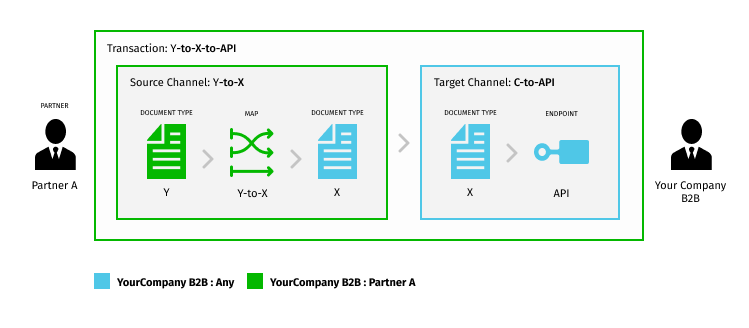 Transaction: Y-to-X-to-API
Source Channel: Y-to-X
Target Channel: C-to-API
PARTNER
DOCUMENT TYPE
MAP
DOCUMENT TYPE
DOCUMENT TYPE
ENDPOINT
Partner A
Y
Y-to-X
X
X
API
Your Company
B2B
YourCompany B2B : Any
YourCompany B2B : Partner A